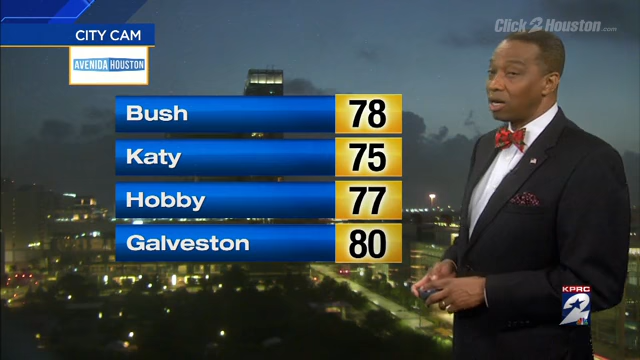 CITY CAM
Click2Houston.com
AVENIDA HOUSTON
Bush 78
Katy 75
Hobby 77
Galveston 80
KPRC
2